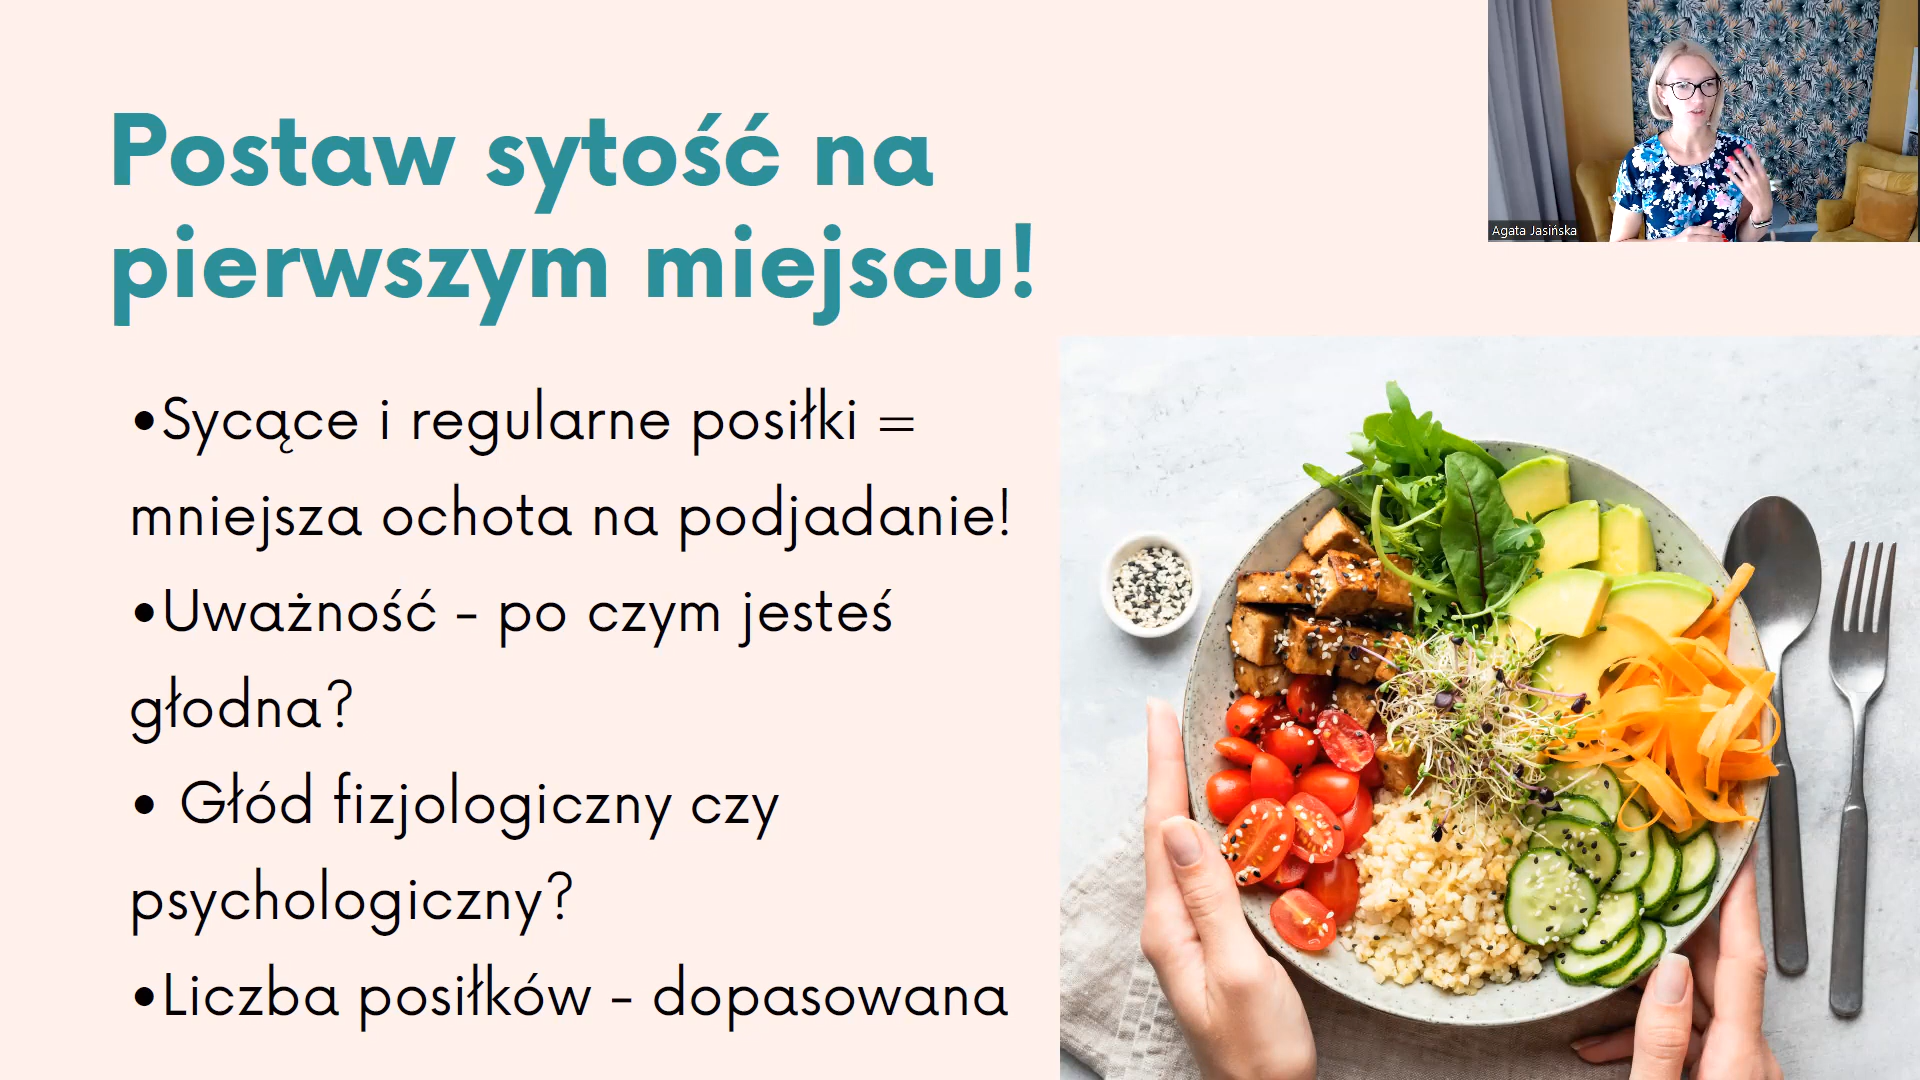 Postaw sytość na
pierwszym miejscu!
•Sycące i regularne posiłki =
mniejsza ochota na podjadanie!
•Uważność - po czym jesteś
głodna?
• Głód fizjologiczny czy
psychologiczny?
•Liczba posiłków - dopasowana
Agata Jasińska